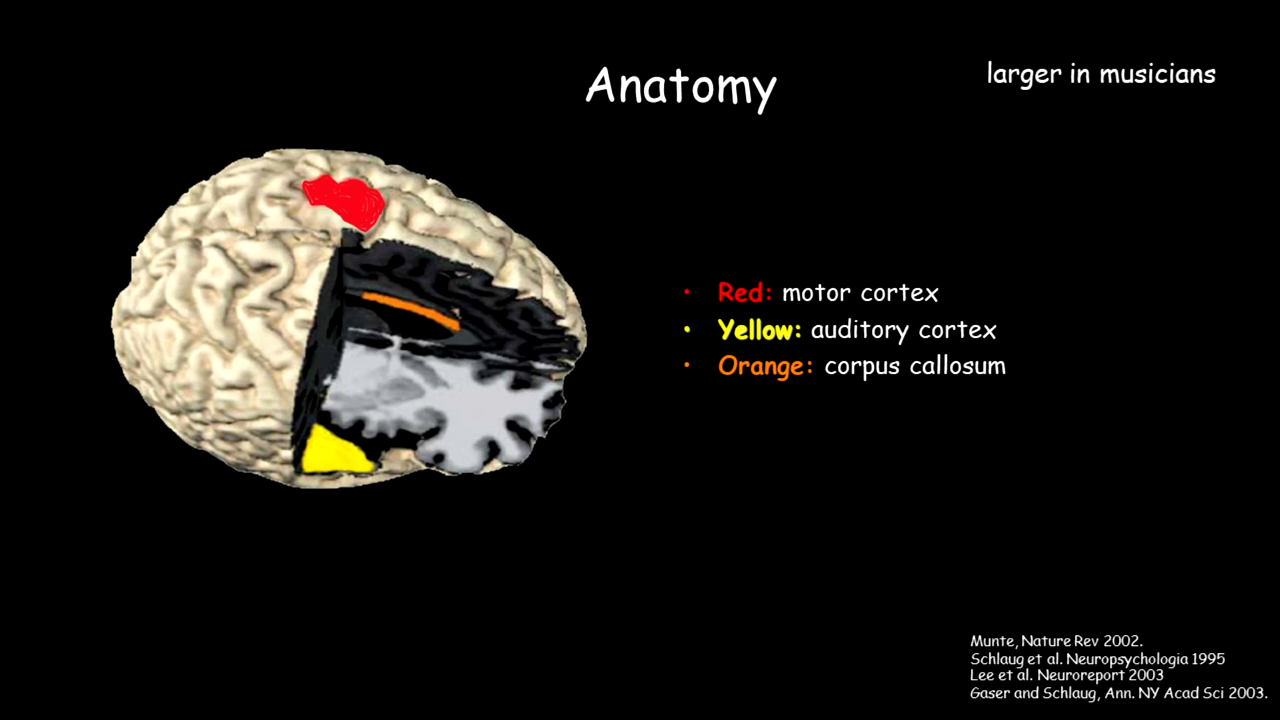 Anatomy
larger in musicians
• Red: motor cortex
• Yellow: auditory cortex
• Orange: corpus callosum
Munte, Nature Rev 2002.
Schlaug et al. Neuropsychologia 1995
Lee et al. Neuroreport 2003
Gaser and Schlaug, Ann. NY Acad Sci 2003.